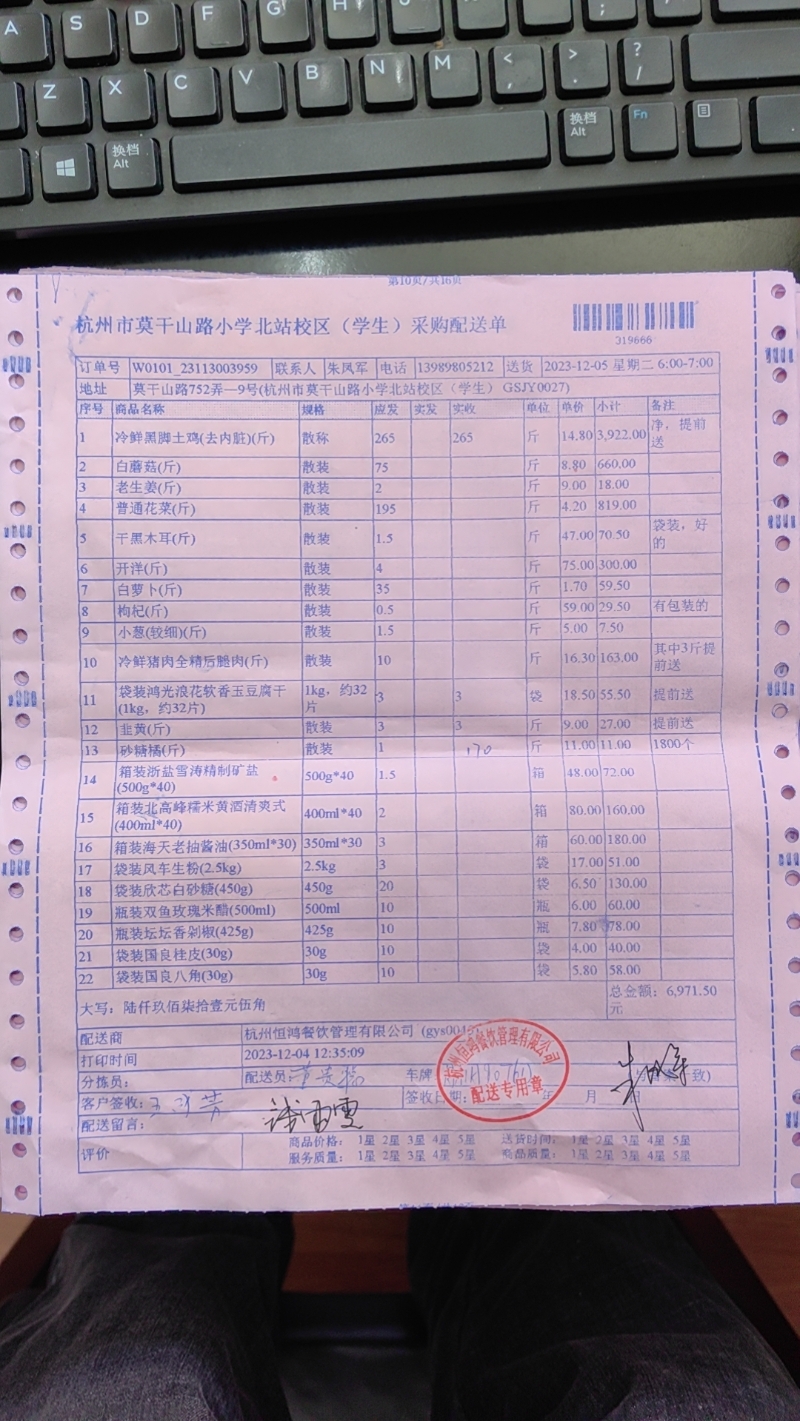 A S D F G H J
Z X C V B N M < , > . ? /
换档 Alt 换档 Alt Fn
第10页/共16页
杭州市莫干山路小学北站校区（学生）采购配送单
319666
订单号 W0101_23113003959 联系人 朱凤军 电话 13989805212 送货 2023-12-05 星期二 6:00-7:00
地址 莫干山路752弄—9号(杭州市莫干山路小学北站校区（学生） GSJY0027)
序号 商品名称 规格 应发 实发 实收 单位 单价 小计 备注
1 冷鲜黑脚土鸡(去内脏)(斤) 散称 265 265 斤 14.80 3,922.00 净，提前送
2 白蘑菇(斤) 散装 75 斤 8.80 660.00
3 老生姜(斤) 散装 2 斤 9.00 18.00
4 普通花菜(斤) 散装 195 斤 4.20 819.00
5 干黑木耳(斤) 散装 1.5 斤 47.00 70.50 袋装，好的
6 开洋(斤) 散装 4 斤 75.00 300.00
7 白萝卜(斤) 散装 35 斤 1.70 59.50
8 枸杞(斤) 散装 0.5 斤 59.00 29.50 有包装的
9 小葱(较细)(斤) 散装 1.5 斤 5.00 7.50
10 冷鲜猪肉全精后腿肉(斤) 散装 10 斤 16.30 163.00 其中3斤提前送
11 袋装鸿光浪花软香玉豆腐干(1kg，约32片) 1kg，约32片 3 3 袋 18.50 55.50 提前送
12 韭黄(斤) 散装 3 3 斤 9.00 27.00 提前送
13 砂糖橘(斤) 散装 1 170 斤 11.00 11.00 1800个
14 箱装浙盐雪涛精制矿盐(500g*40) 500g*40 1.5 箱 48.00 72.00
15 箱装北高峰糯米黄酒清爽式(400ml*40) 400ml*40 2 箱 80.00 160.00
16 箱装海天老抽酱油(350ml*30) 350ml*30 3 箱 60.00 180.00
17 袋装风车生粉(2.5kg) 2.5kg 3 袋 17.00 51.00
18 袋装欣芯白砂糖(450g) 450g 20 袋 6.50 130.00
19 瓶装双鱼玫瑰米醋(500ml) 500ml 10 瓶 6.00 60.00
20 瓶装坛坛香剁椒(425g) 425g 10 瓶 7.80 78.00
21 袋装国良桂皮(30g) 30g 10 袋 4.00 40.00
22 袋装国良八角(30g) 30g 10 袋 5.80 58.00
大写：陆仟玖佰柒拾壹元伍角 总金额：6,971.50元
配送商 杭州恒鸿餐饮管理有限公司 (gys00
打印时间 2023-12-04 12:35:09
杭州恒鸿餐饮管理有限公司
配送专用章
分拣员： 配送员 车牌 致)
客户签收： 签收日期： 年 月 日
配送留言：
评价
商品价格： 1星 2星 3星 4星 5星 送货时间： 1星 2星 3星 4星 5星
服务质量： 1星 2星 3星 4星 5星 商品质量： 1星 2星 3星 4星 5星